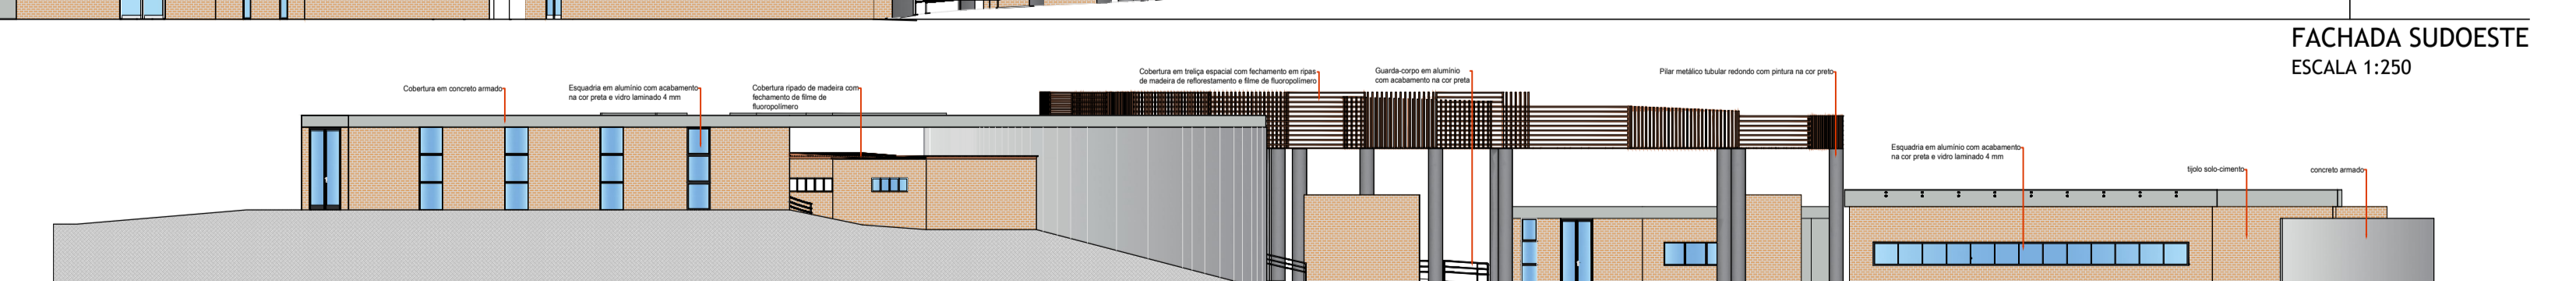 FACHADA SUDOESTE
ESCALA 1:250
Cobertura em concreto armado
Esquadria em alumínio com acabamento
na cor preta e vidro laminado 4 mm
Cobertura ripado de madeira com
fechamento de filme de
fluoropolímero
Cobertura em treliça espacial com fechamento em ripas
de madeira de reflorestamento e filme de fluoropolímero
Guarda-corpo em alumínio
com acabamento na cor preta
Pilar metálico tubular redondo com pintura na cor preto
Esquadria em alumínio com acabamento
na cor preta e vidro laminado 4 mm
tijolo solo-cimento
concreto armado